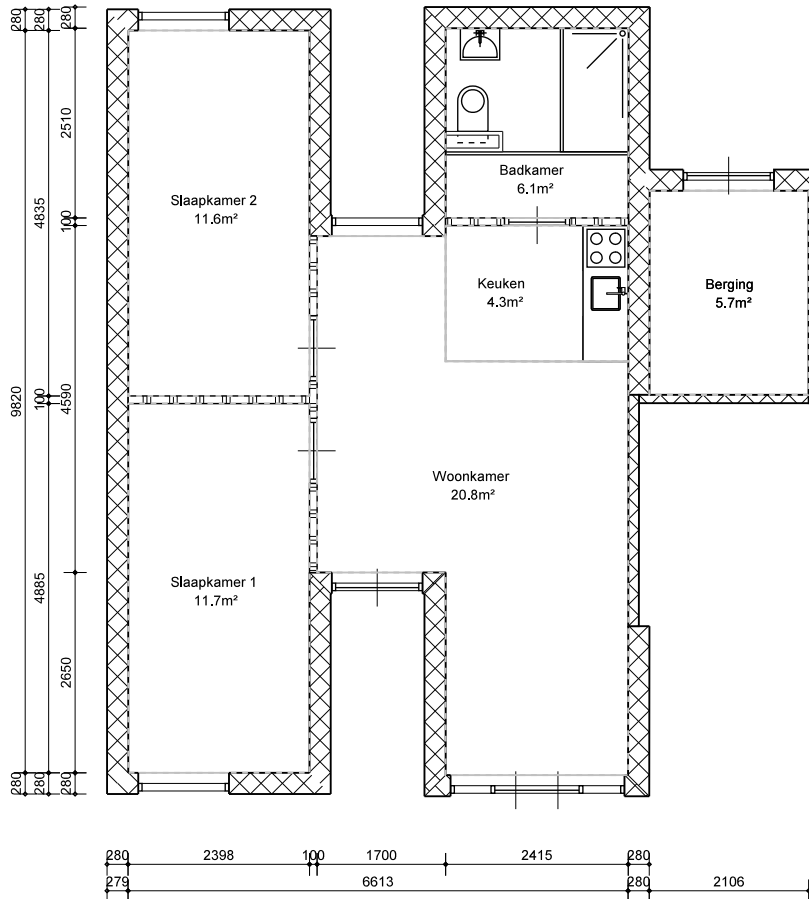 280
280
280
2510
4835
100
9820
100
4590
4885
2650
280
280
280
Slaapkamer 2
11.6m²
Badkamer
6.1m²
Keuken
4.3m²
Berging
5.7m²
Woonkamer
20.8m²
Slaapkamer 1
11.7m²
280 2398 100 1700 2415 280
279 6613 280 2106